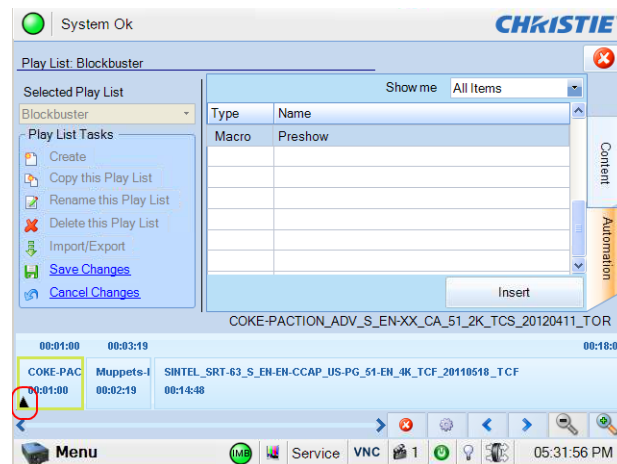 System Ok
CHRISTIE
Play List: Blockbuster
Selected Play List
Blockbuster
Play List Tasks
Create
Copy this Play List
Rename this Play List
Delete this Play List
Import/Export
Save Changes
Cancel Changes
Show me All Items
Type Name
Macro Preshow
Content
Automation
Insert
COKE-PACTION_ADV_S_EN-XX_CA_51_2K_TCS_20120411_TOR
00:01:00 00:03:19 00:18:0
COKE-PAC Muppets-I SINTEL_SRT-63_S_EN-EN-CCAP_US-PG_51-EN_4K_TCF_20110518_TCF
00:01:00 00:02:19 00:14:48
Menu IMB Service VNC 1 05:31:56 PM